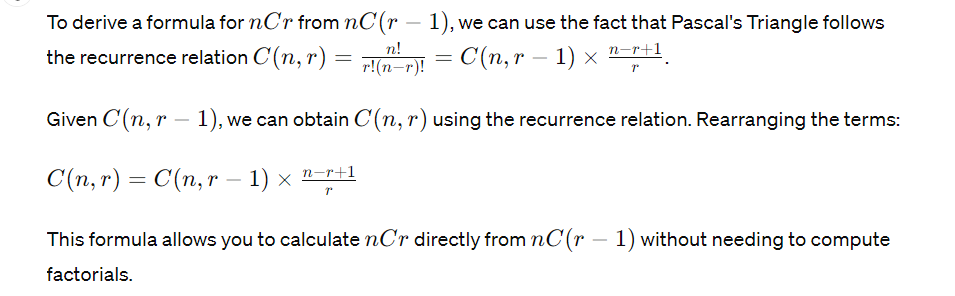 To derive a formula for nCr from nC(r − 1), we can use the fact that Pascal's Triangle follows
the recurrence relation C(n, r) = n!/r!(n−r)! = C(n, r − 1) × n−r+1/r.
Given C(n, r − 1), we can obtain C(n, r) using the recurrence relation. Rearranging the terms:
C(n, r) = C(n, r − 1) × n−r+1/r
This formula allows you to calculate nCr directly from nC(r − 1) without needing to compute
factorials.